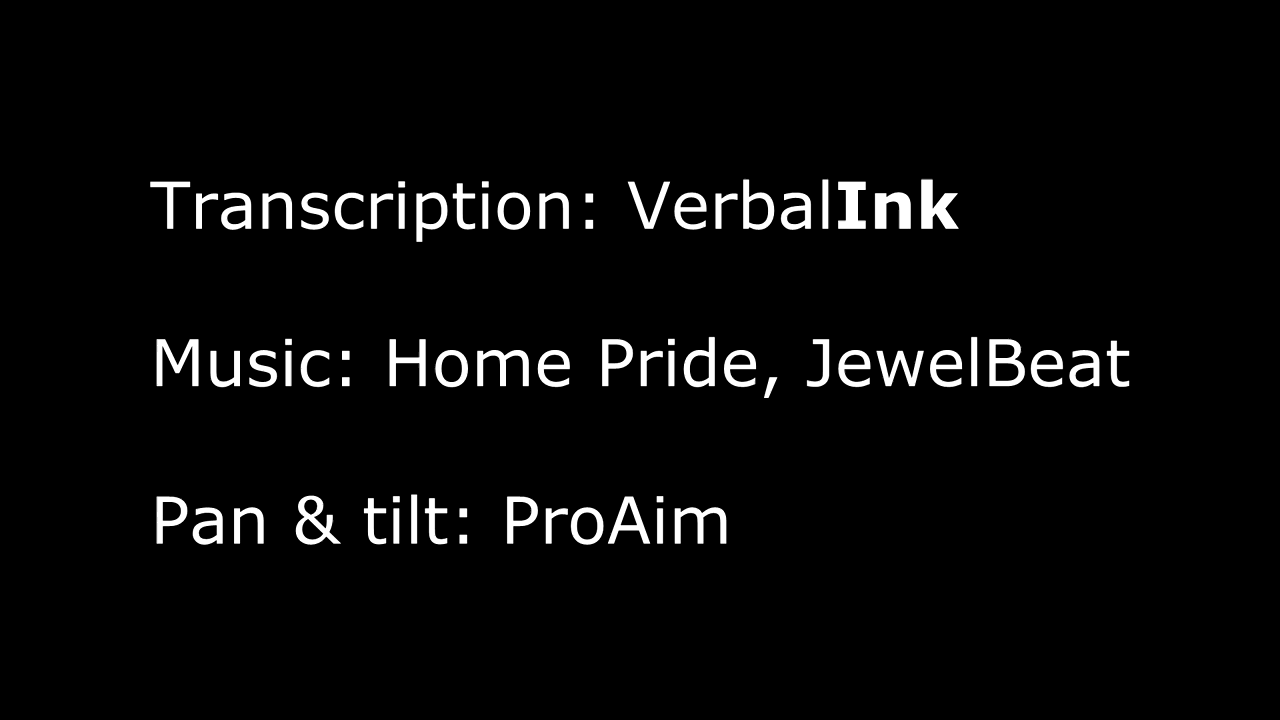 Transcription: VerbalInk
Music: Home Pride, JewelBeat
Pan & tilt: ProAim